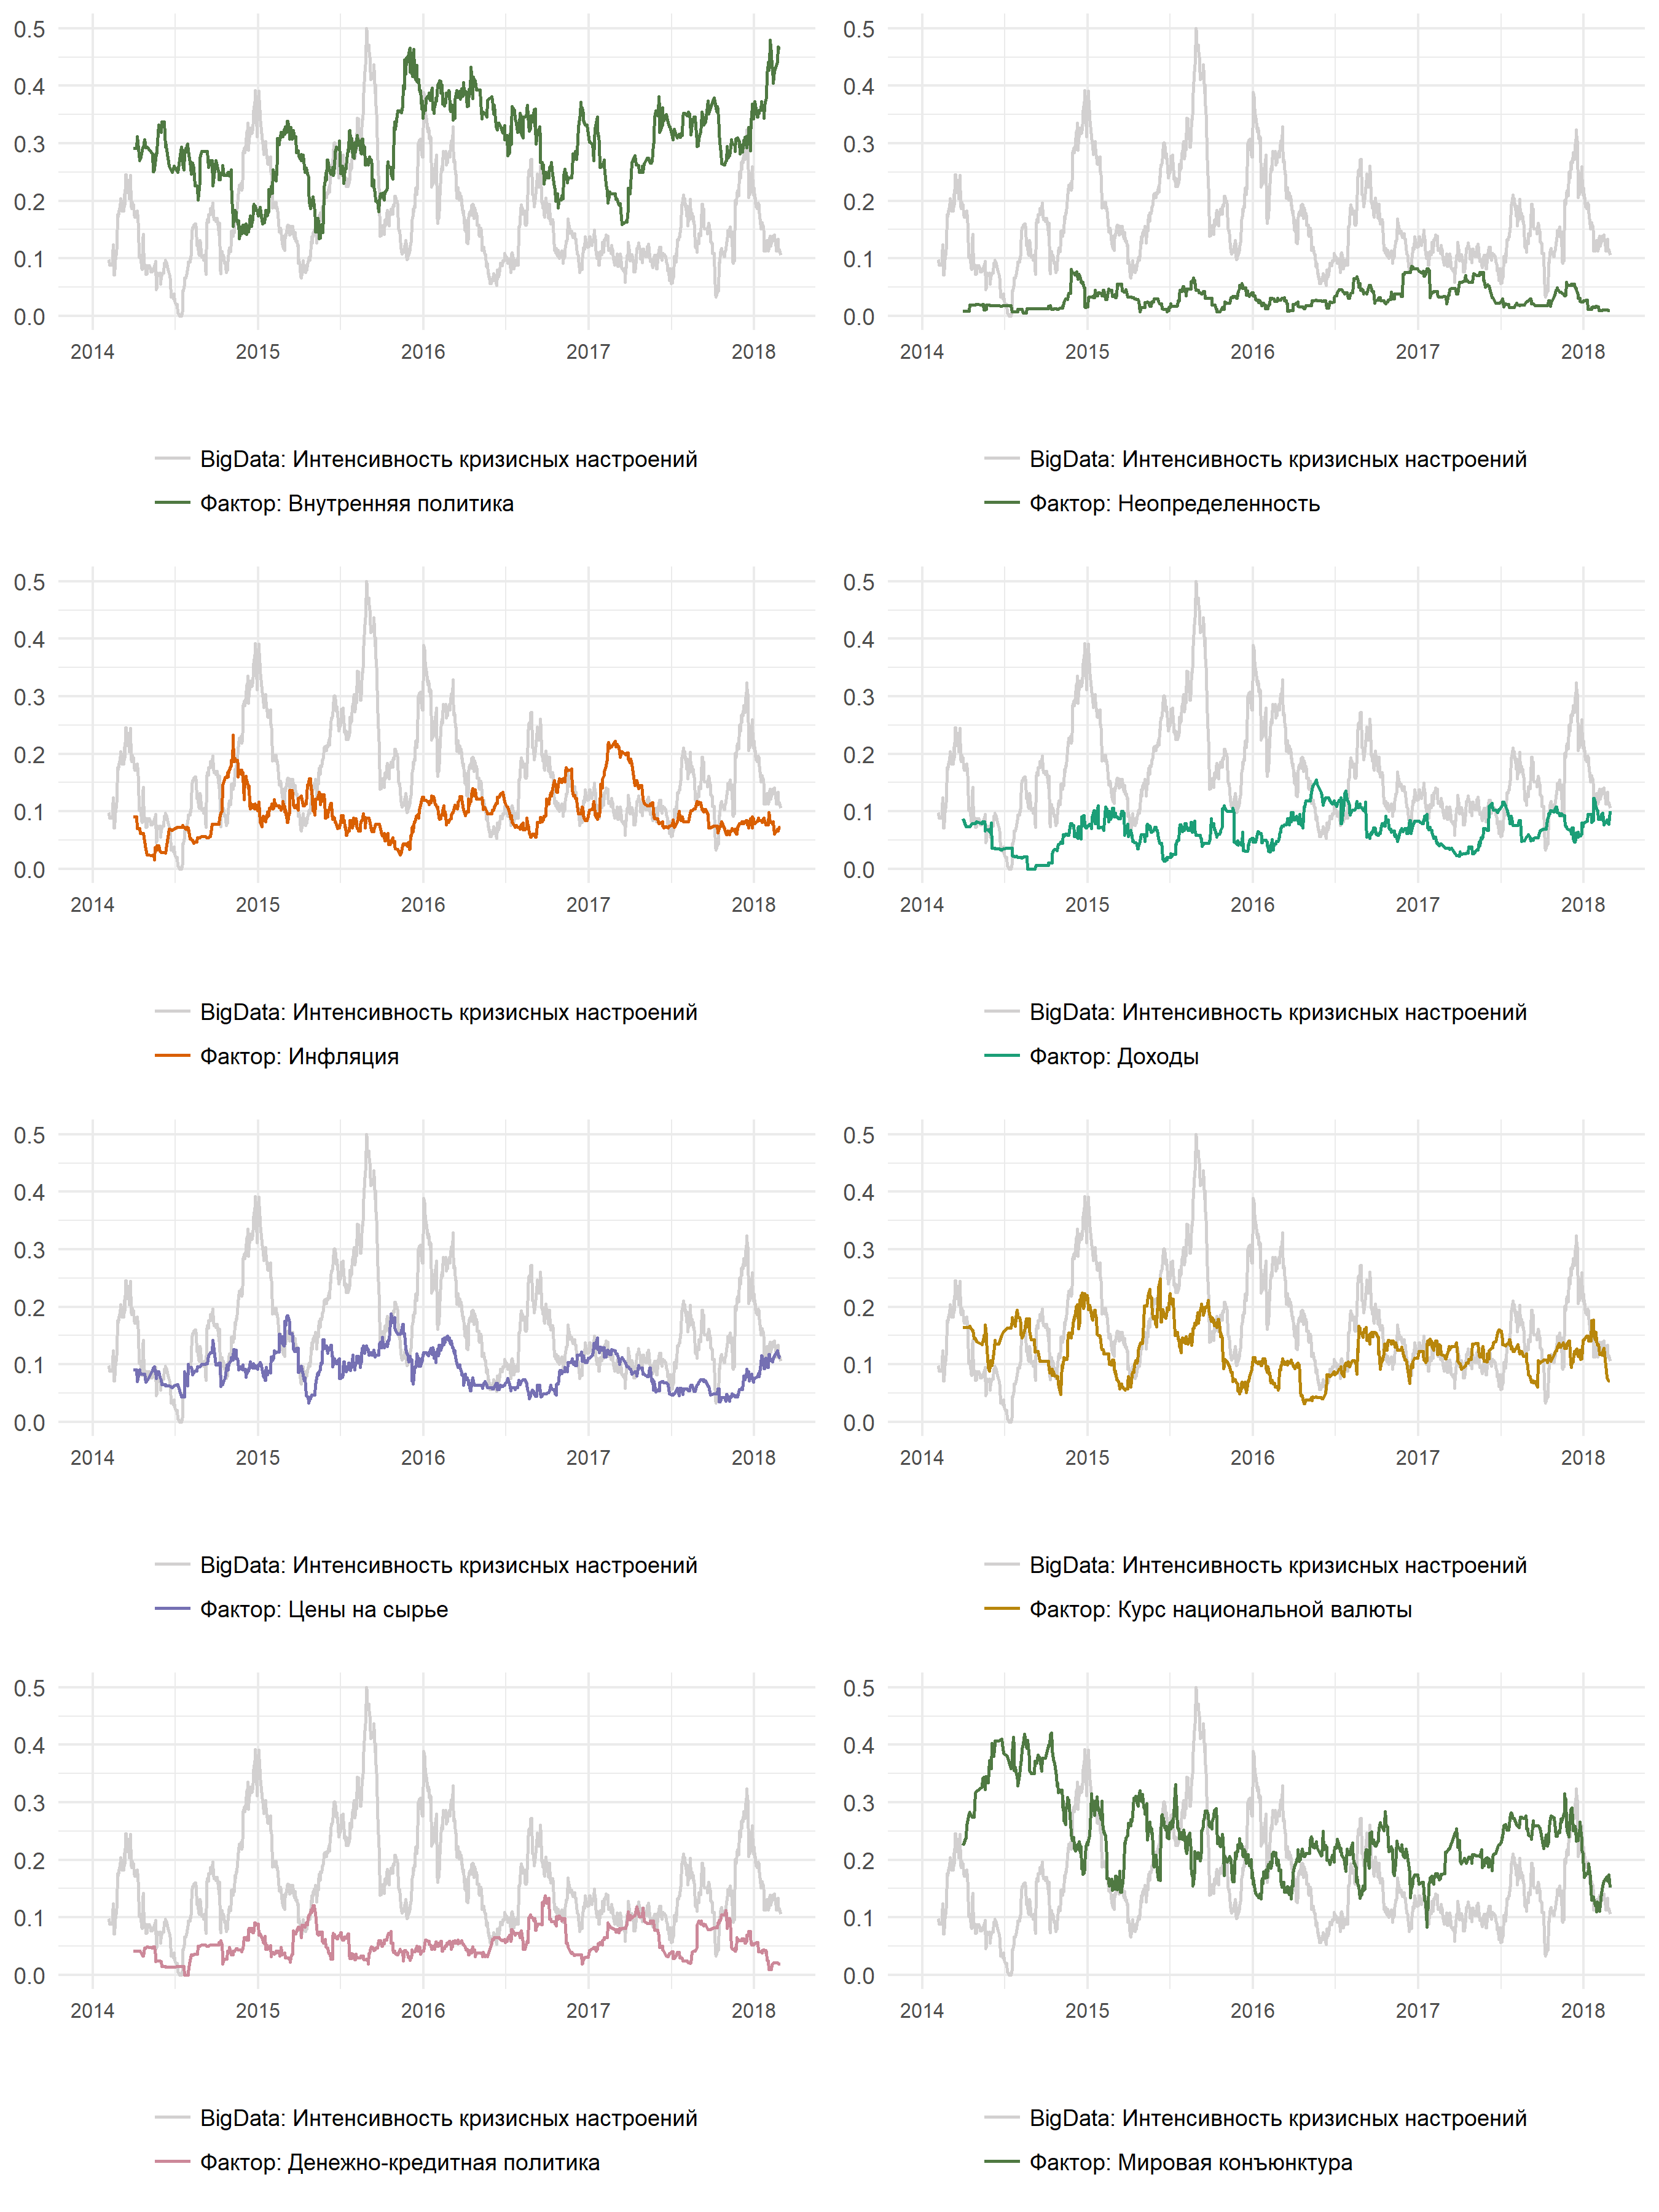 0.5 0.5
0.4 0.4
0.3 0.3
0.2 0.2
0.1 0.1
0.0 0.0
2014 2015 2016 2017 2018 2014 2015 2016 2017 2018
BigData: Интенсивность кризисных настроений BigData: Интенсивность кризисных настроений
Фактор: Внутренняя политика Фактор: Неопределенность
0.5 0.5
0.4 0.4
0.3 0.3
0.2 0.2
0.1 0.1
0.0 0.0
2014 2015 2016 2017 2018 2014 2015 2016 2017 2018
BigData: Интенсивность кризисных настроений BigData: Интенсивность кризисных настроений
Фактор: Инфляция Фактор: Доходы
0.5 0.5
0.4 0.4
0.3 0.3
0.2 0.2
0.1 0.1
0.0 0.0
2014 2015 2016 2017 2018 2014 2015 2016 2017 2018
BigData: Интенсивность кризисных настроений BigData: Интенсивность кризисных настроений
Фактор: Цены на сырье Фактор: Курс национальной валюты
0.5 0.5
0.4 0.4
0.3 0.3
0.2 0.2
0.1 0.1
0.0 0.0
2014 2015 2016 2017 2018 2014 2015 2016 2017 2018
BigData: Интенсивность кризисных настроений BigData: Интенсивность кризисных настроений
Фактор: Денежно-кредитная политика Фактор: Мировая конъюнктура